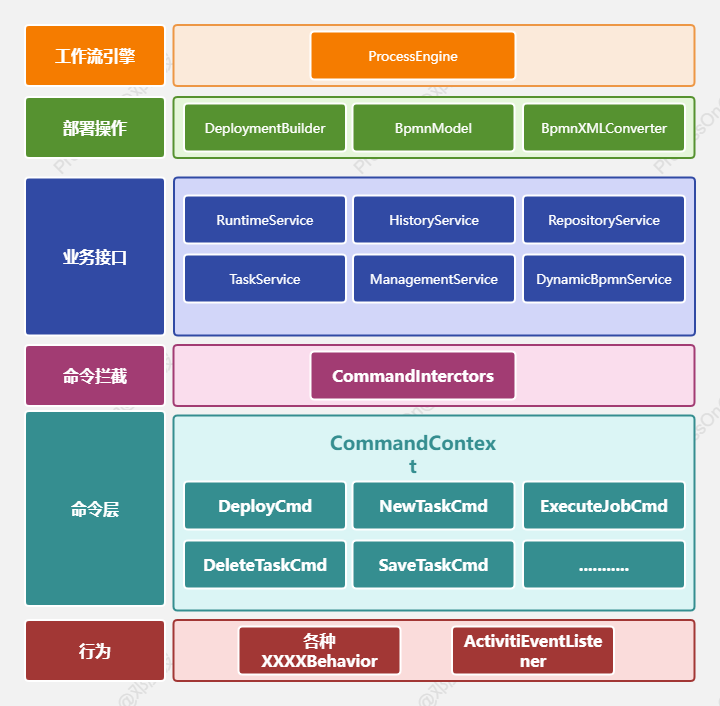 工作流引擎
ProcessEngine
部署操作
DeploymentBuilder
BpmnModel
BpmnXMLConverter
业务接口
RuntimeService
HistoryService
RepositoryService
TaskService
ManagementService
DynamicBpmnService
命令拦截
CommandInterctors
命令层
CommandContex
t
DeployCmd
NewTaskCmd
ExecuteJobCmd
DeleteTaskCmd
SaveTaskCmd
...........
行为
各种
XXXXBehavior
ActivitiEventListe
ner